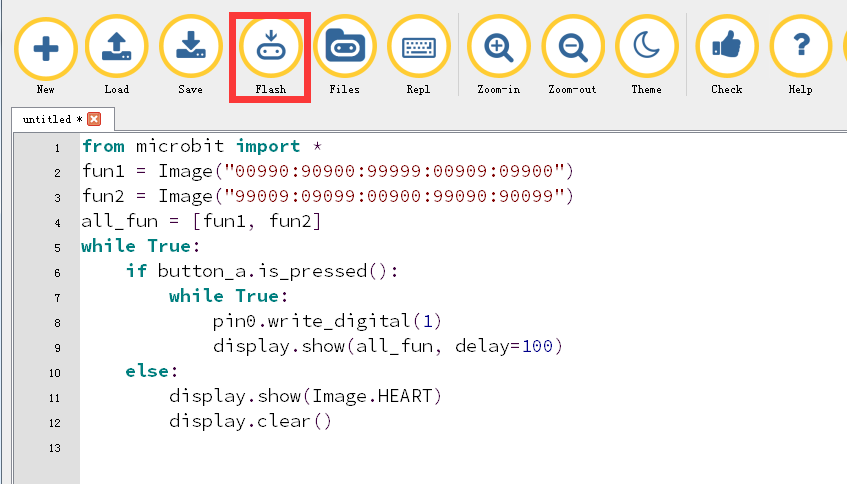 New Load Save Flash Files Repl Zoom-in Zoom-out Theme Check Help
untitled *
1 from microbit import *
2 fun1 = Image("00990:90900:99999:00909:09900")
3 fun2 = Image("99009:09099:00900:99090:90099")
4 all_fun = [fun1, fun2]
5 while True:
6 if button_a.is_pressed():
7 while True:
8 pin0.write_digital(1)
9 display.show(all_fun, delay=100)
10 else:
11 display.show(Image.HEART)
12 display.clear()
13